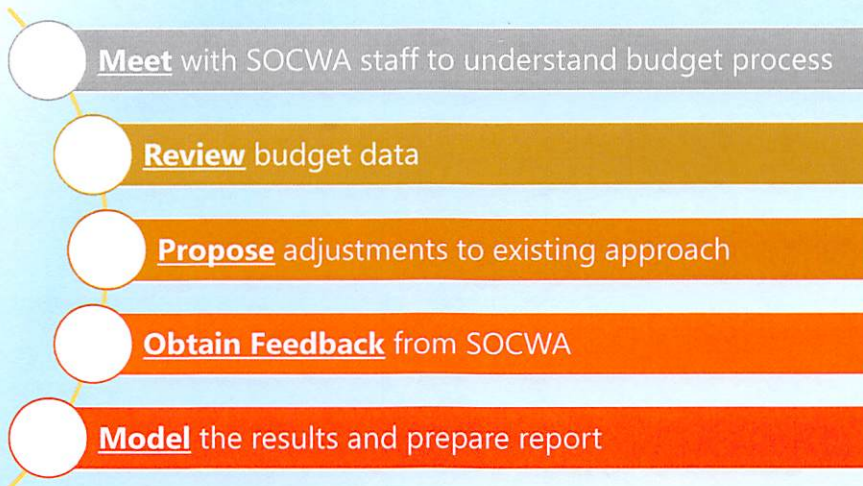 Meet with SOCWA staff to understand budget process
Review budget data
Propose adjustments to existing approach
Obtain Feedback from SOCWA
Model the results and prepare report